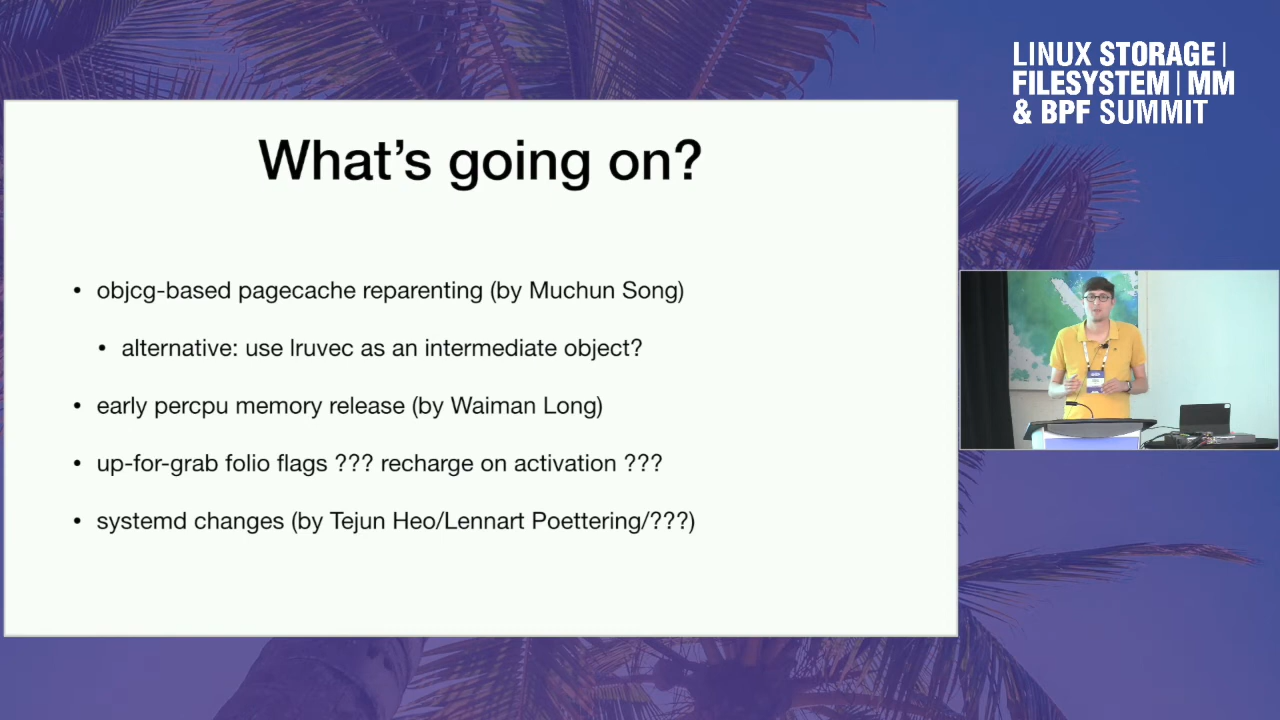 LINUX STORAGE |
FILESYSTEM | MM
& BPF SUMMIT
What's going on?
• objcg-based pagecache reparenting (by Muchun Song)
• alternative: use lruvec as an intermediate object?
• early percpu memory release (by Waiman Long)
• up-for-grab folio flags ??? recharge on activation ???
• systemd changes (by Tejun Heo/Lennart Poettering/???)